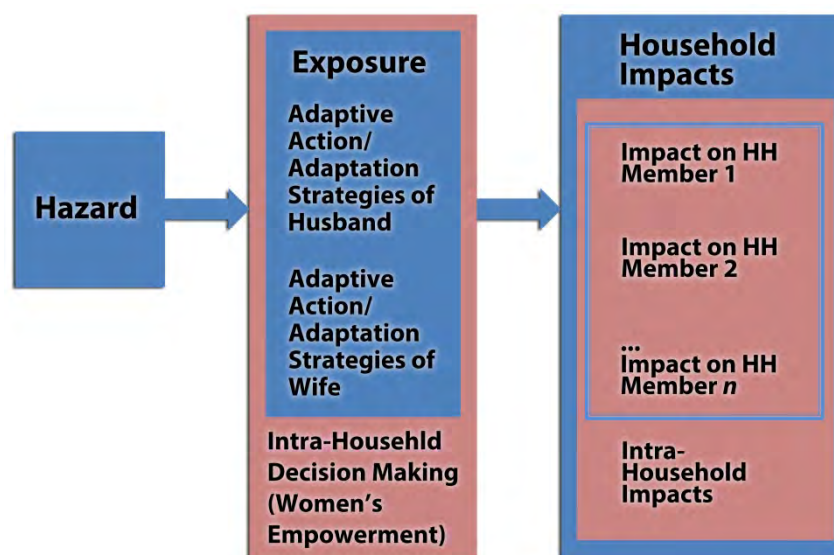 Hazard
Exposure
Adaptive
Action/
Adaptation
Strategies of
Husband
Adaptive
Action/
Adaptation
Strategies of
Wife
Intra-Househld
Decision Making
(Women's
Empowerment)
Household
Impacts
Impact on HH
Member 1
Impact on HH
Member 2
...
Impact on HH
Member n
Intra-
Household
Impacts